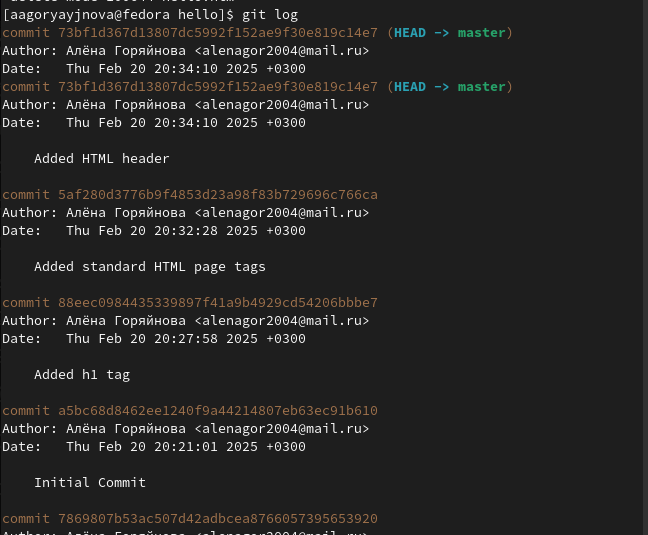 [aagoryayjnova@fedora hello]$ git log
commit 73bf1d367d13807dc5992f152ae9f30e819c14e7 (HEAD -> master)
Author: Алёна Горяйнова <alenagor2004@mail.ru>
Date:   Thu Feb 20 20:34:10 2025 +0300
commit 73bf1d367d13807dc5992f152ae9f30e819c14e7 (HEAD -> master)
Author: Алёна Горяйнова <alenagor2004@mail.ru>
Date:   Thu Feb 20 20:34:10 2025 +0300
Added HTML header
commit 5af280d3776b9f4853d23a98f83b729696c766ca
Author: Алёна Горяйнова <alenagor2004@mail.ru>
Date:   Thu Feb 20 20:32:28 2025 +0300
Added standard HTML page tags
commit 88eec0984435339897f41a9b4929cd54206bbbe7
Author: Алёна Горяйнова <alenagor2004@mail.ru>
Date:   Thu Feb 20 20:27:58 2025 +0300
Added h1 tag
commit a5bc68d8462ee1240f9a44214807eb63ec91b610
Author: Алёна Горяйнова <alenagor2004@mail.ru>
Date:   Thu Feb 20 20:21:01 2025 +0300
Initial Commit
commit 7869807b53ac507d42adbcea8766057395653920